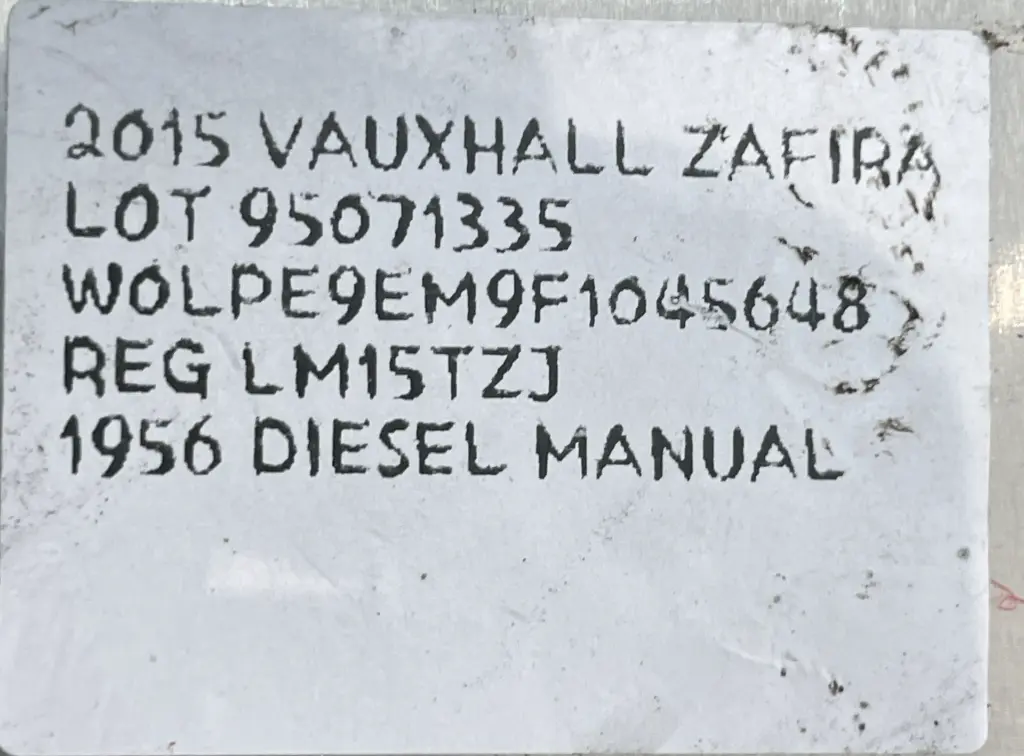 2015 VAUXHALL ZAFIRA
LOT 95071335
W0LPE9EM9F1045648
REG LM15TZJ
1956 DIESEL MANUAL